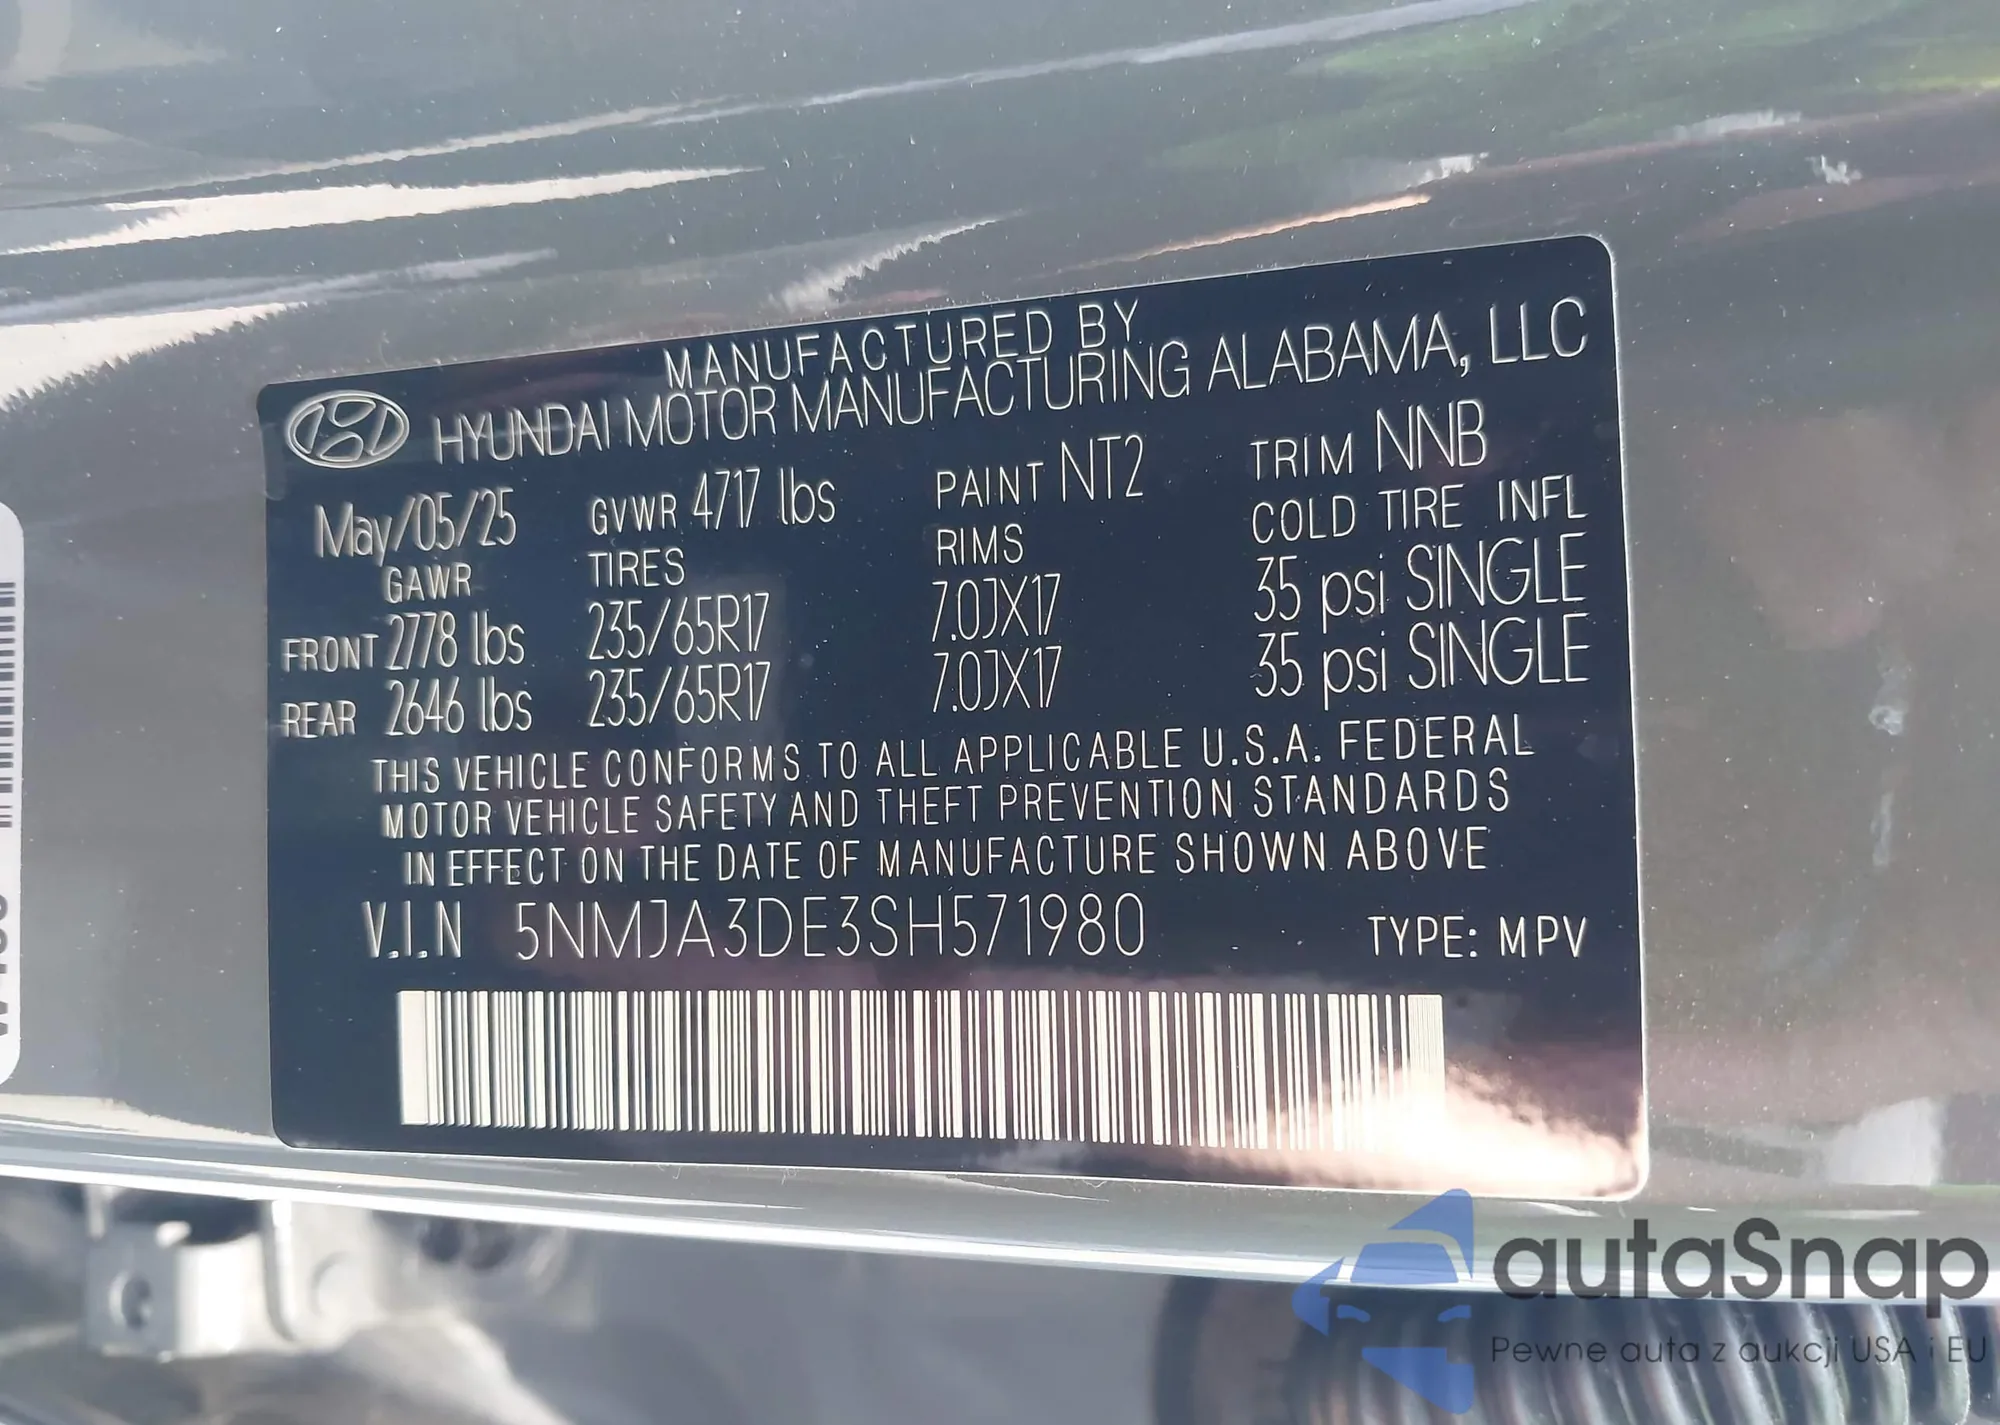 MANUFACTURED BY
HYUNDAI MOTOR MANUFACTURING ALABAMA, LLC
May/05/25 GVWR 4717 lbs PAINT NT2 TRIM NNB
GAWR TIRES RIMS COLD TIRE INFL
FRONT 2778 lbs 235/65R17 7.0JX17 35 psi SINGLE
REAR 2646 lbs 235/65R17 7.0JX17 35 psi SINGLE
THIS VEHICLE CONFORMS TO ALL APPLICABLE U.S.A. FEDERAL
MOTOR VEHICLE SAFETY AND THEFT PREVENTION STANDARDS
IN EFFECT ON THE DATE OF MANUFACTURE SHOWN ABOVE
V.I.N 5NMJA3DE3SH571980 TYPE: MPV
autaSnap
Pewne auta z aukcji USA i EU